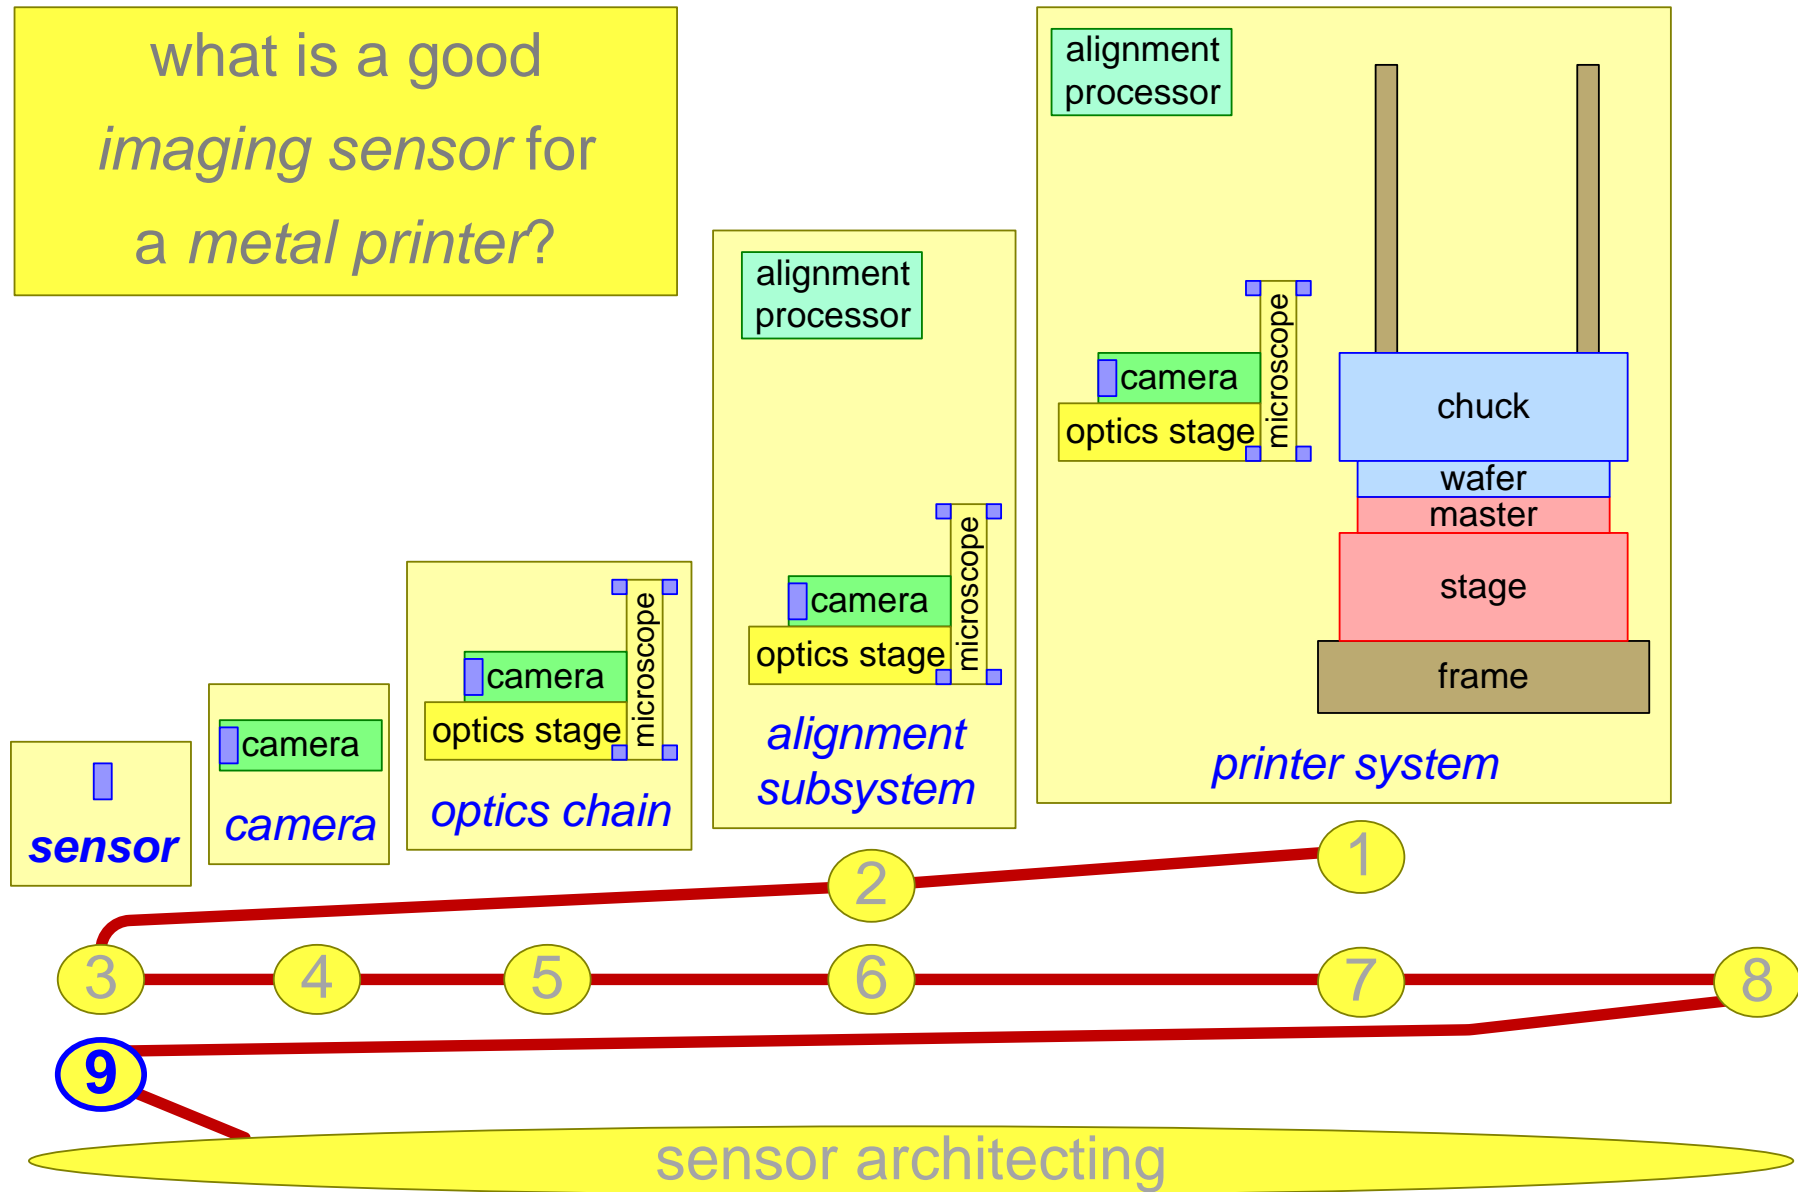 what is a good
imaging sensor for
a metal printer?
alignment
processor
microscope
camera
optics stage
chuck
wafer
master
stage
frame
printer system
alignment
processor
microscope
camera
optics stage
alignment
subsystem
microscope
camera
optics stage
optics chain
camera
camera
sensor
1
2
3
4
5
6
7
8
9
sensor architecting